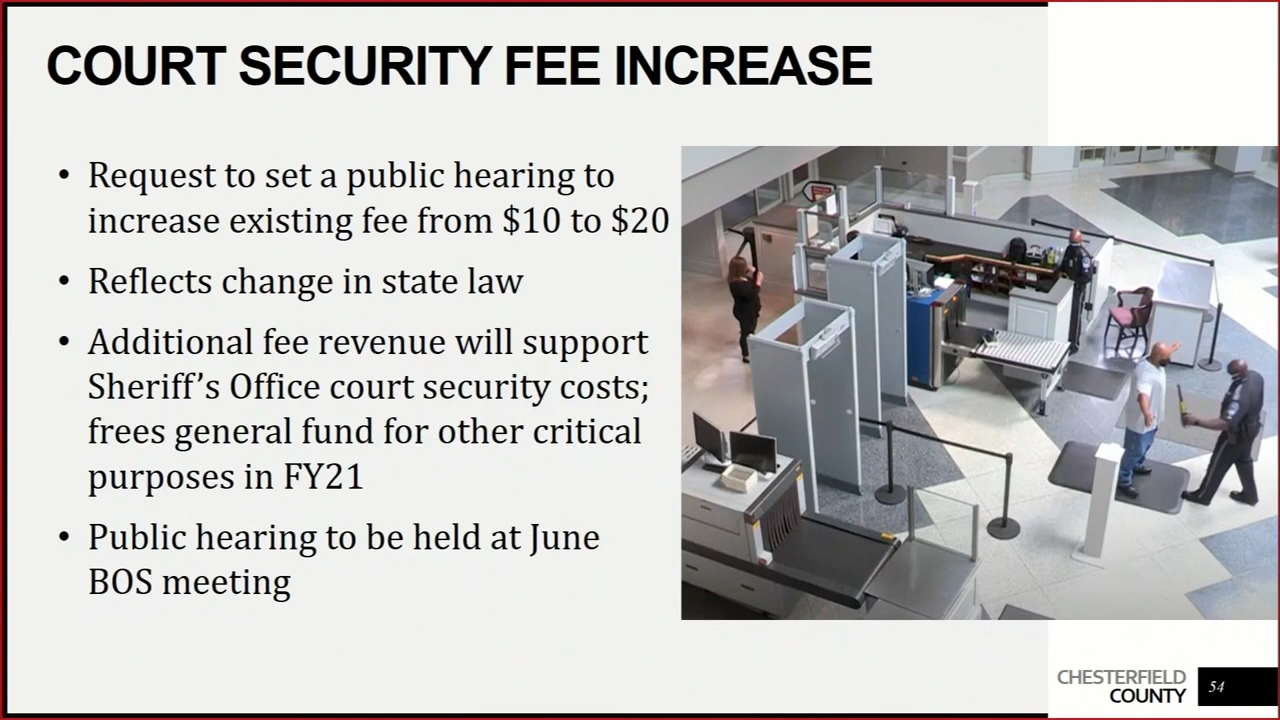 COURT SECURITY FEE INCREASE
• Request to set a public hearing to
increase existing fee from $10 to $20
• Reflects change in state law
• Additional fee revenue will support
Sheriff’s Office court security costs;
frees general fund for other critical
purposes in FY21
• Public hearing to be held at June
BOS meeting
CHESTERFIELD
COUNTY
54